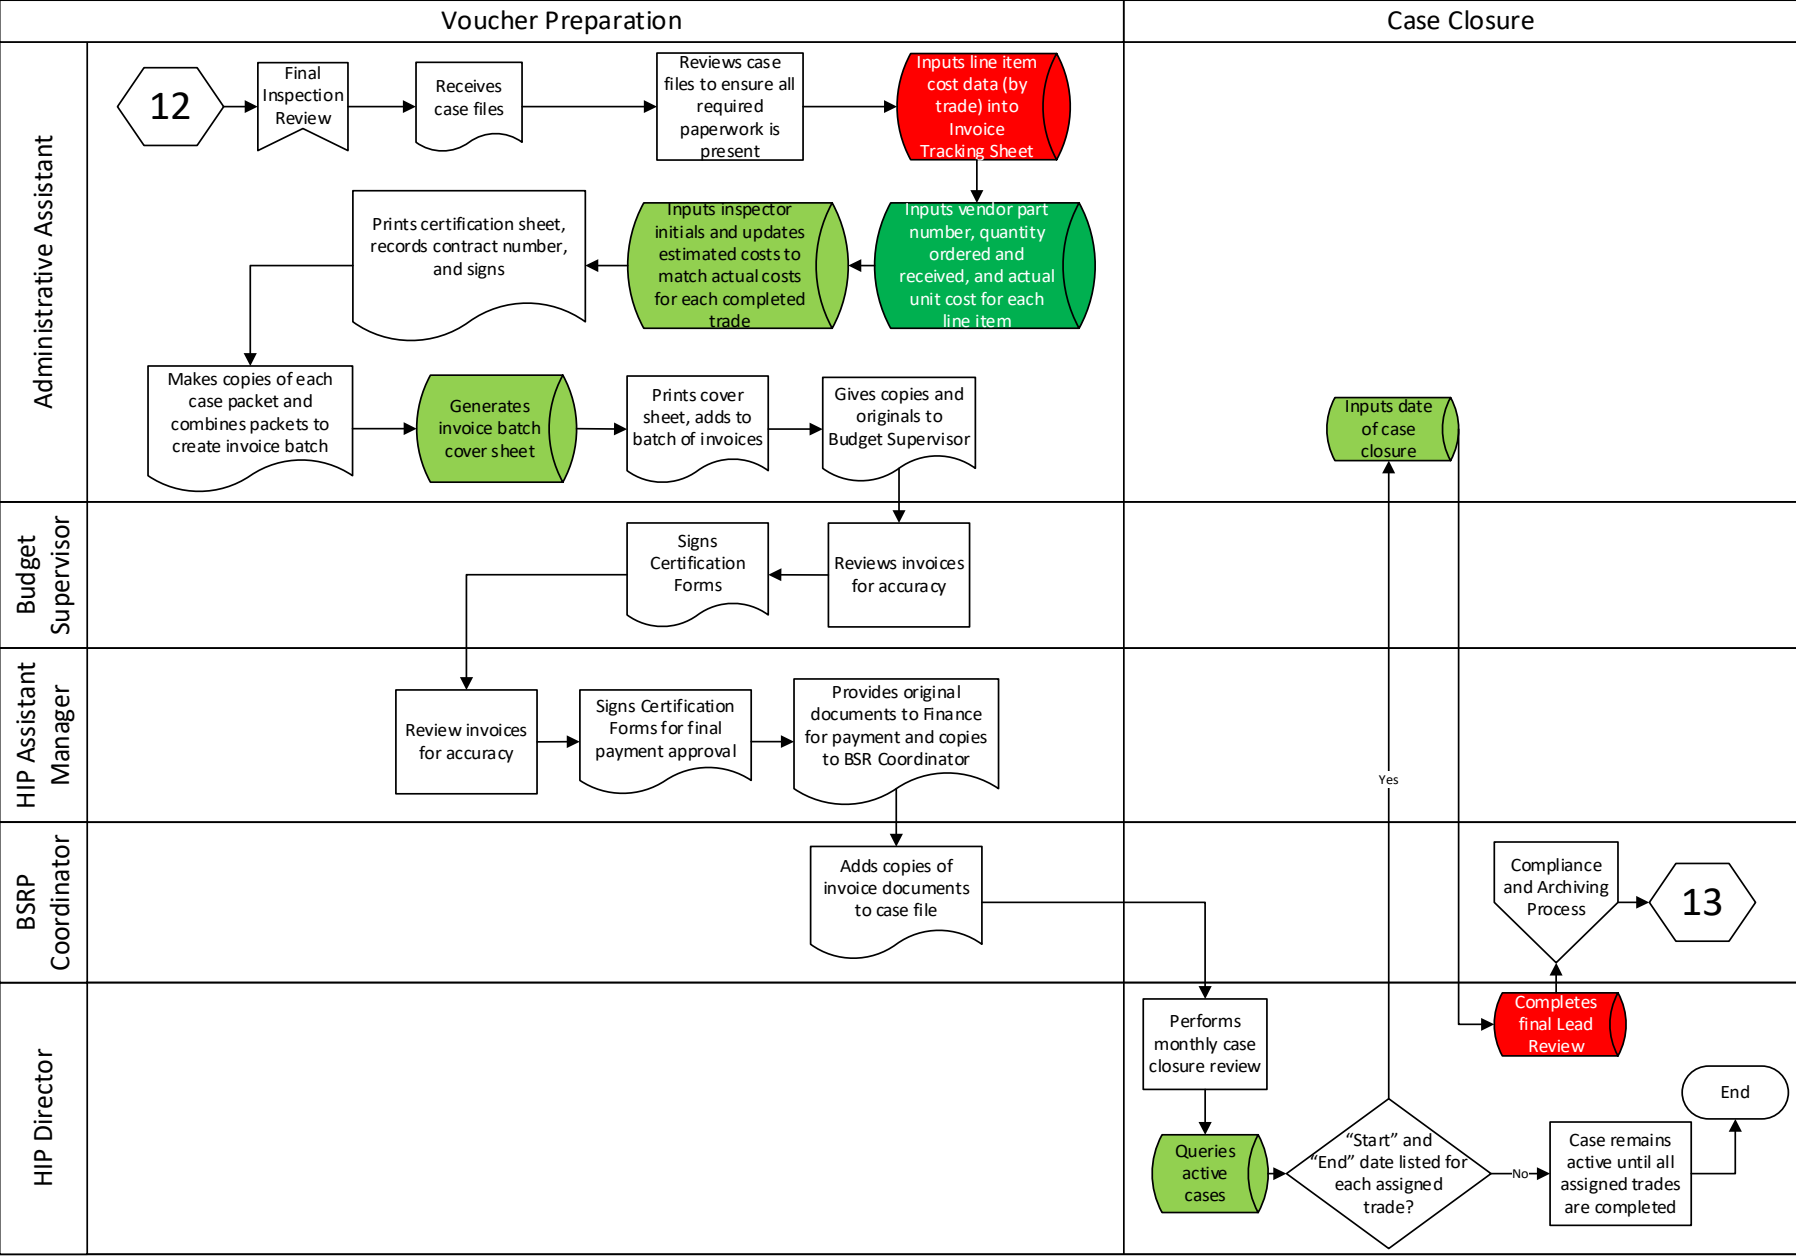 Voucher Preparation
Case Closure
Administrative Assistant
12
Final
Inspection
Review
Receives
case files
Reviews case
files to ensure all
required
paperwork is
present
Inputs line item
cost data (by
trade) into
Invoice
Tracking Sheet
Prints certification sheet,
records contract number,
and signs
Inputs inspector
initials and updates
estimated costs to
match actual costs
for each completed
trade
Inputs vendor part
number, quantity
ordered and
received, and actual
unit cost for each
line item
Makes copies of each
case packet and
combines packets to
create invoice batch
Generates
invoice batch
cover sheet
Prints cover
sheet, adds to
batch of invoices
Gives copies and
originals to
Budget Supervisor
Inputs date
of case
closure
Budget
Supervisor
Signs
Certification
Forms
Reviews invoices
for accuracy
HIP Assistant
Manager
Review invoices
for accuracy
Signs Certification
Forms for final
payment approval
Provides original
documents to Finance
for payment and copies
to BSR Coordinator
Yes
BSRP
Coordinator
Adds copies of
invoice documents
to case file
Compliance
and Archiving
Process
13
HIP Director
Performs
monthly case
closure review
Completes
final Lead
Review
Queries
active
cases
“Start” and
“End” date listed for
each assigned
trade?
No
Case remains
active until all
assigned trades
are completed
End